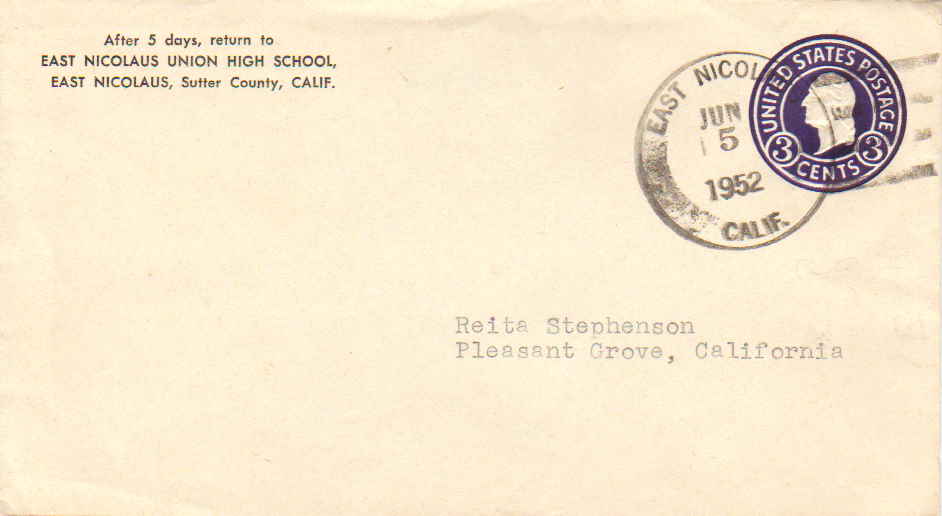 After 5 days, return to
EAST NICOLAUS UNION HIGH SCHOOL,
EAST NICOLAUS, Sutter County, CALIF.
EAST NICOL
JUN
5
1952
CALIF.
UNITED STATES POSTAGE
3 CENTS 3
Reita Stephenson
Pleasant Grove, California